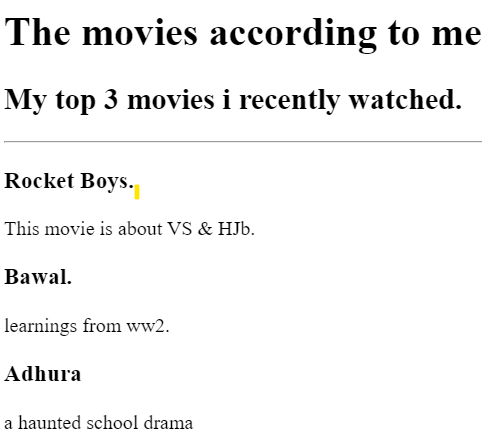 The movies according to me
My top 3 movies i recently watched.
Rocket Boys.
This movie is about VS & HJb.
Bawal.
learnings from ww2.
Adhura
a haunted school drama